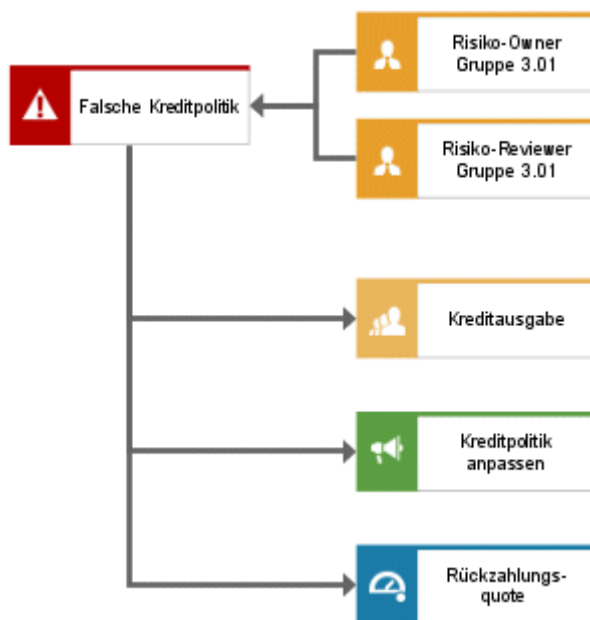 Risiko-Owner
Gruppe 3.01
Falsche Kreditpolitik
Risiko-Reviewer
Gruppe 3.01
Kreditausgabe
Kreditpolitik
anpassen
Rückzahlungs-
quote